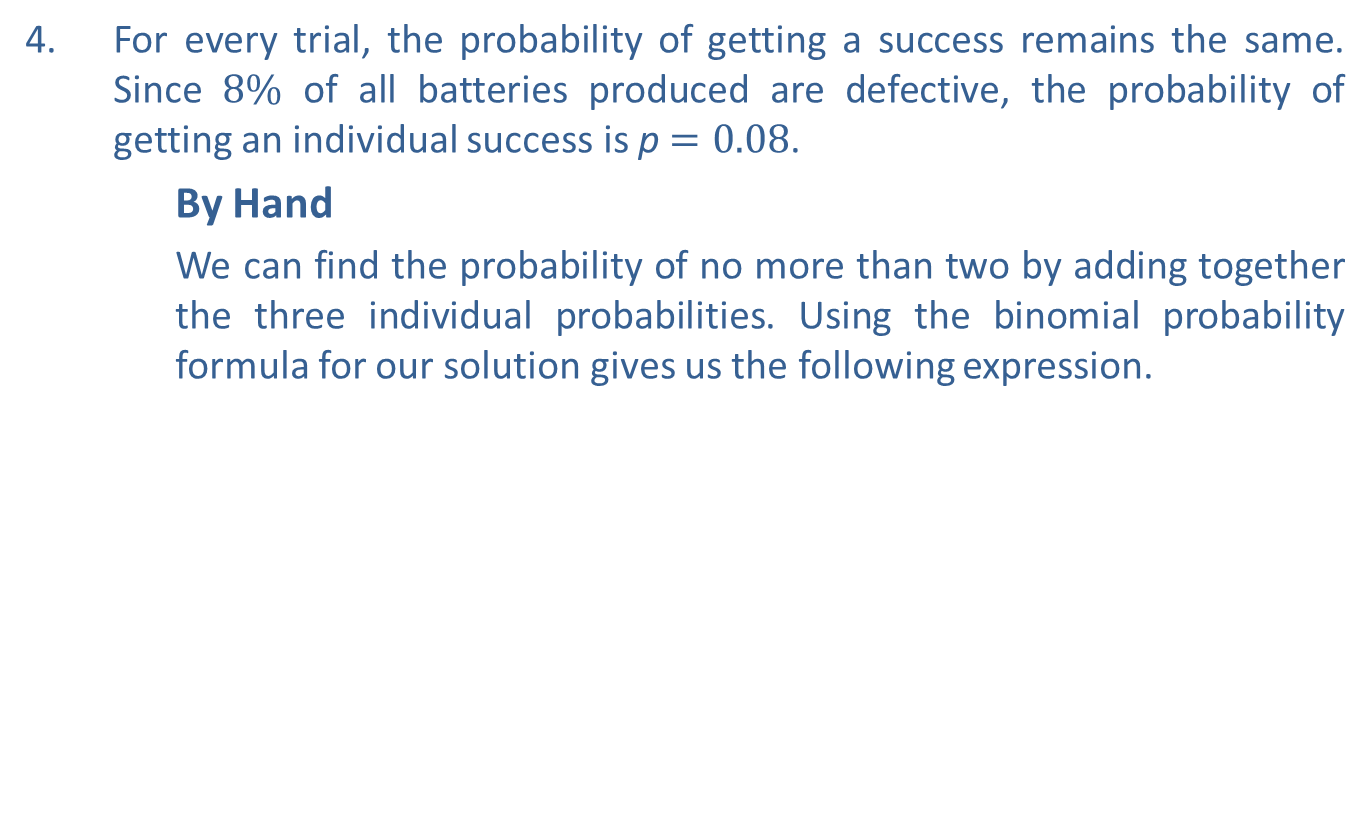 4. For every trial, the probability of getting a success remains the same.
Since 8% of all batteries produced are defective, the probability of
getting an individual success is p = 0.08.
By Hand
We can find the probability of no more than two by adding together
the three individual probabilities. Using the binomial probability
formula for our solution gives us the following expression.